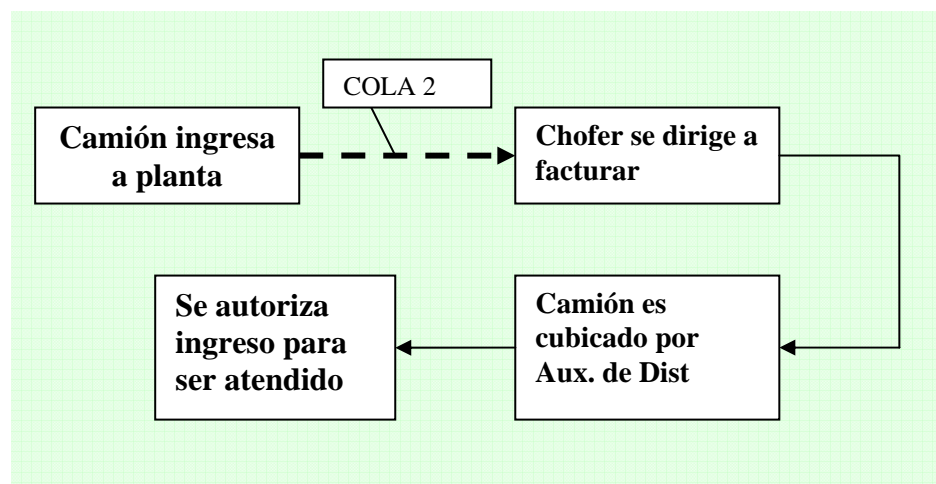 COLA 2
Camión ingresa
a planta
Chofer se dirige a
facturar
Camión es
cubicado por
Aux. de Dist
Se autoriza
ingreso para
ser atendido